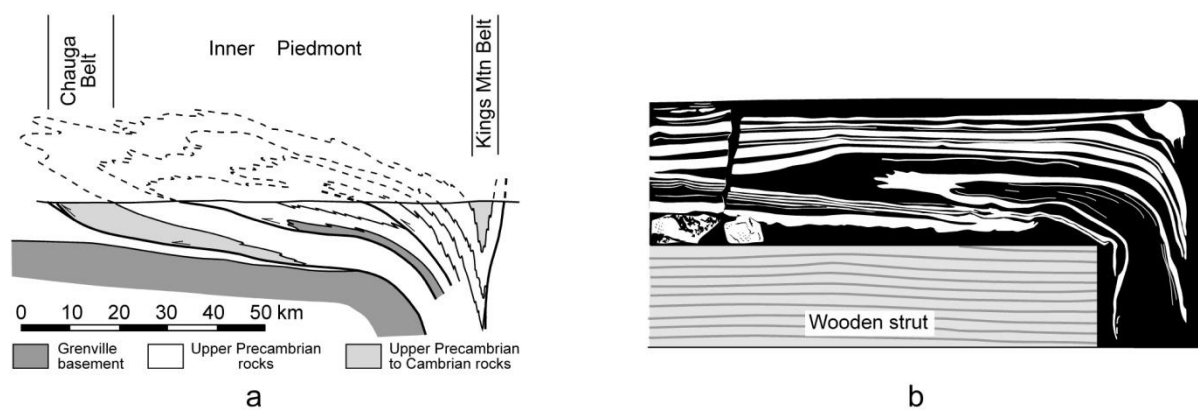 Chauga
Belt
Inner Piedmont
Kings Mtn Belt
0 10 20 30 40 50 km
Grenville
basement
Upper Precambrian
rocks
Upper Precambrian
to Cambrian rocks
a
Wooden strut
b